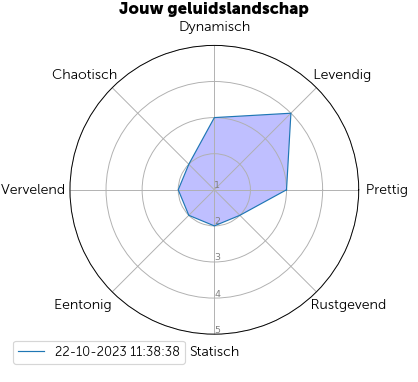 Jouw geluidslandschap
Dynamisch
Chaotisch
Levendig
Vervelend
1
Prettig
2
3
Eentonig
4
Rustgevend
5
22-10-2023 11:38:38
Statisch